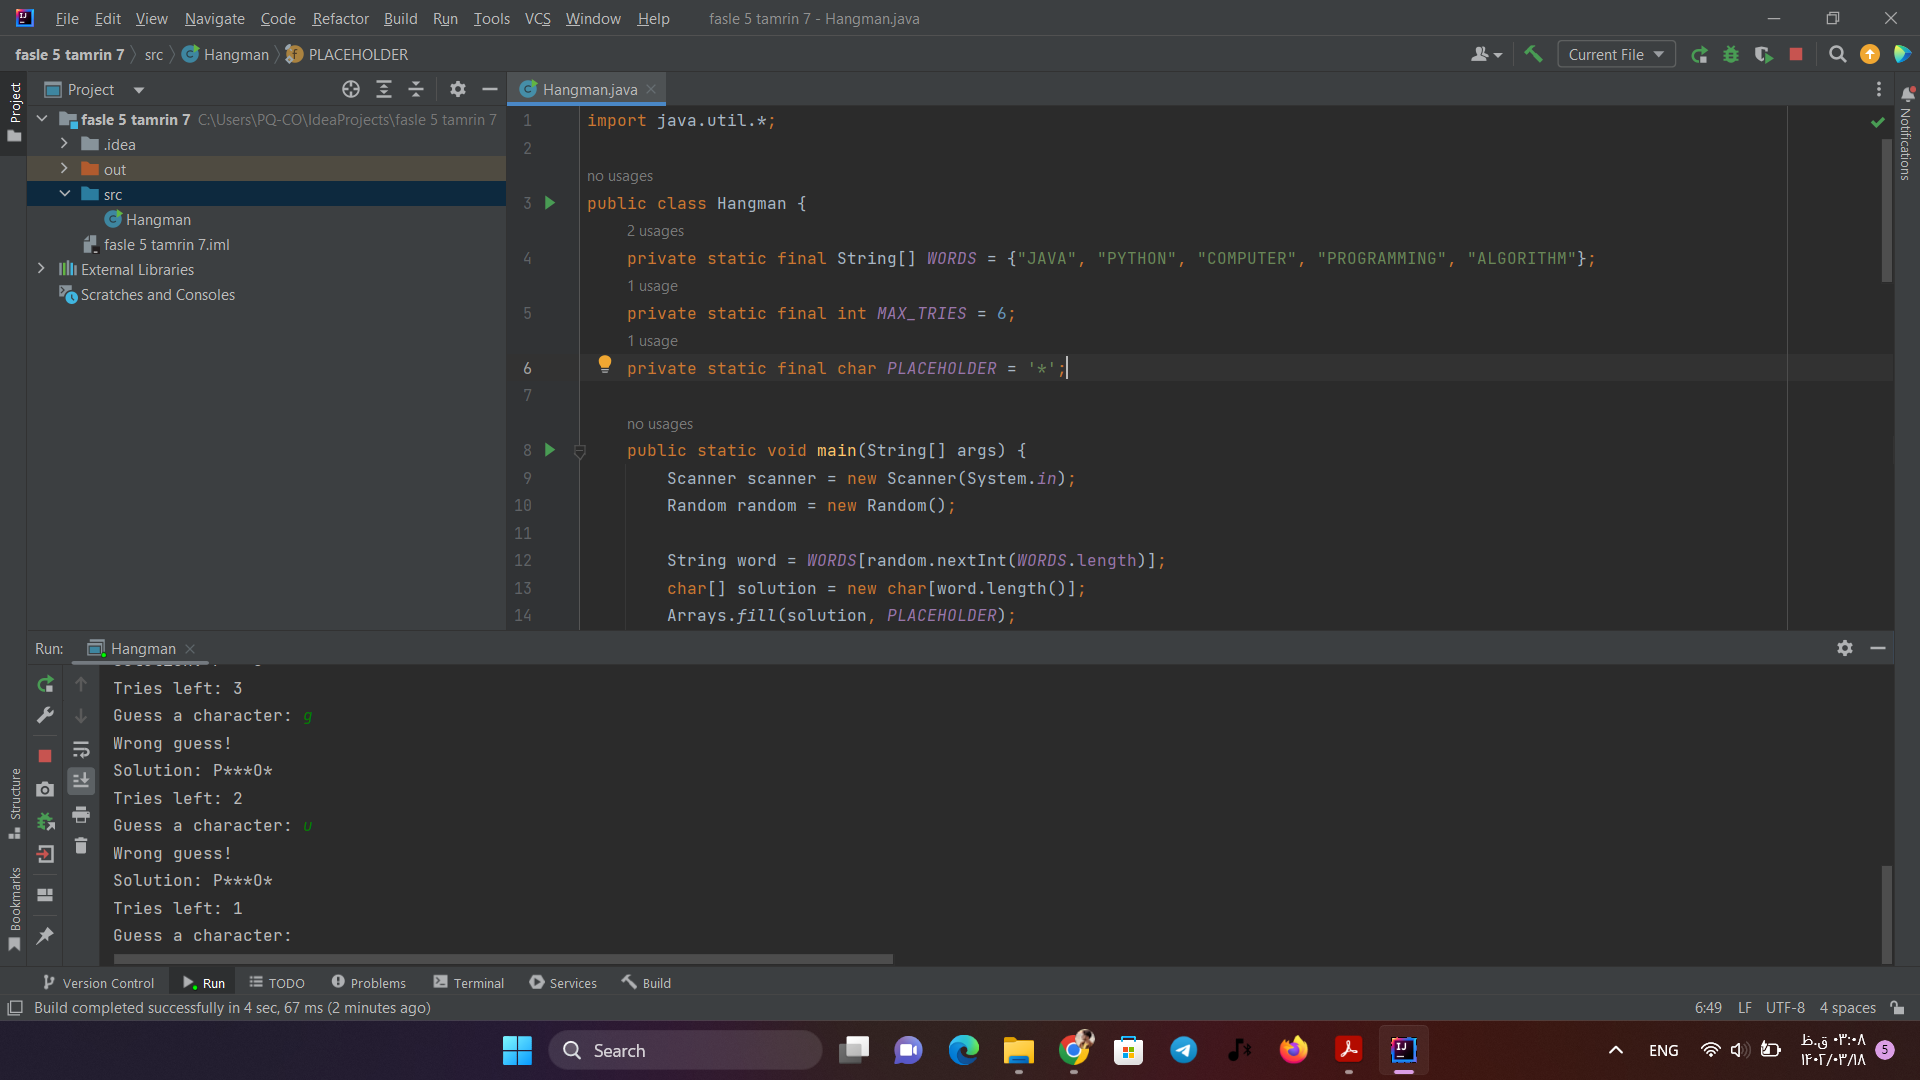 File Edit View Navigate Code Refactor Build Run Tools VCS Window Help fasle 5 tamrin 7 - Hangman.java
fasle 5 tamrin 7 src Hangman PLACEHOLDER
Current File
Project
Project
Hangman.java
Notifications
fasle 5 tamrin 7 C:\Users\PQ-CO\IdeaProjects\fasle 5 tamrin 7
.idea
out
src
Hangman
fasle 5 tamrin 7.iml
External Libraries
Scratches and Consoles
1 import java.util.*;
2
no usages
3 public class Hangman {
2 usages
4 private static final String[] WORDS = {"JAVA", "PYTHON", "COMPUTER", "PROGRAMMING", "ALGORITHM"};
1 usage
5 private static final int MAX_TRIES = 6;
1 usage
6 private static final char PLACEHOLDER = '*';
7
no usages
8 public static void main(String[] args) {
9 Scanner scanner = new Scanner(System.in);
10 Random random = new Random();
11
12 String word = WORDS[random.nextInt(WORDS.length)];
13 char[] solution = new char[word.length()];
14 Arrays.fill(solution, PLACEHOLDER);
Run: Hangman
Tries left: 3
Guess a character: g
Wrong guess!
Solution: P***O*
Tries left: 2
Guess a character: u
Wrong guess!
Solution: P***O*
Tries left: 1
Guess a character:
Structure
Bookmarks
Version Control Run TODO Problems Terminal Services Build
Build completed successfully in 4 sec, 67 ms (2 minutes ago) 6:49 LF UTF-8 4 spaces
Search
ENG
۰۳:۰۸ ق.ظ
۱۴۰۲/۰۳/۱۸
5